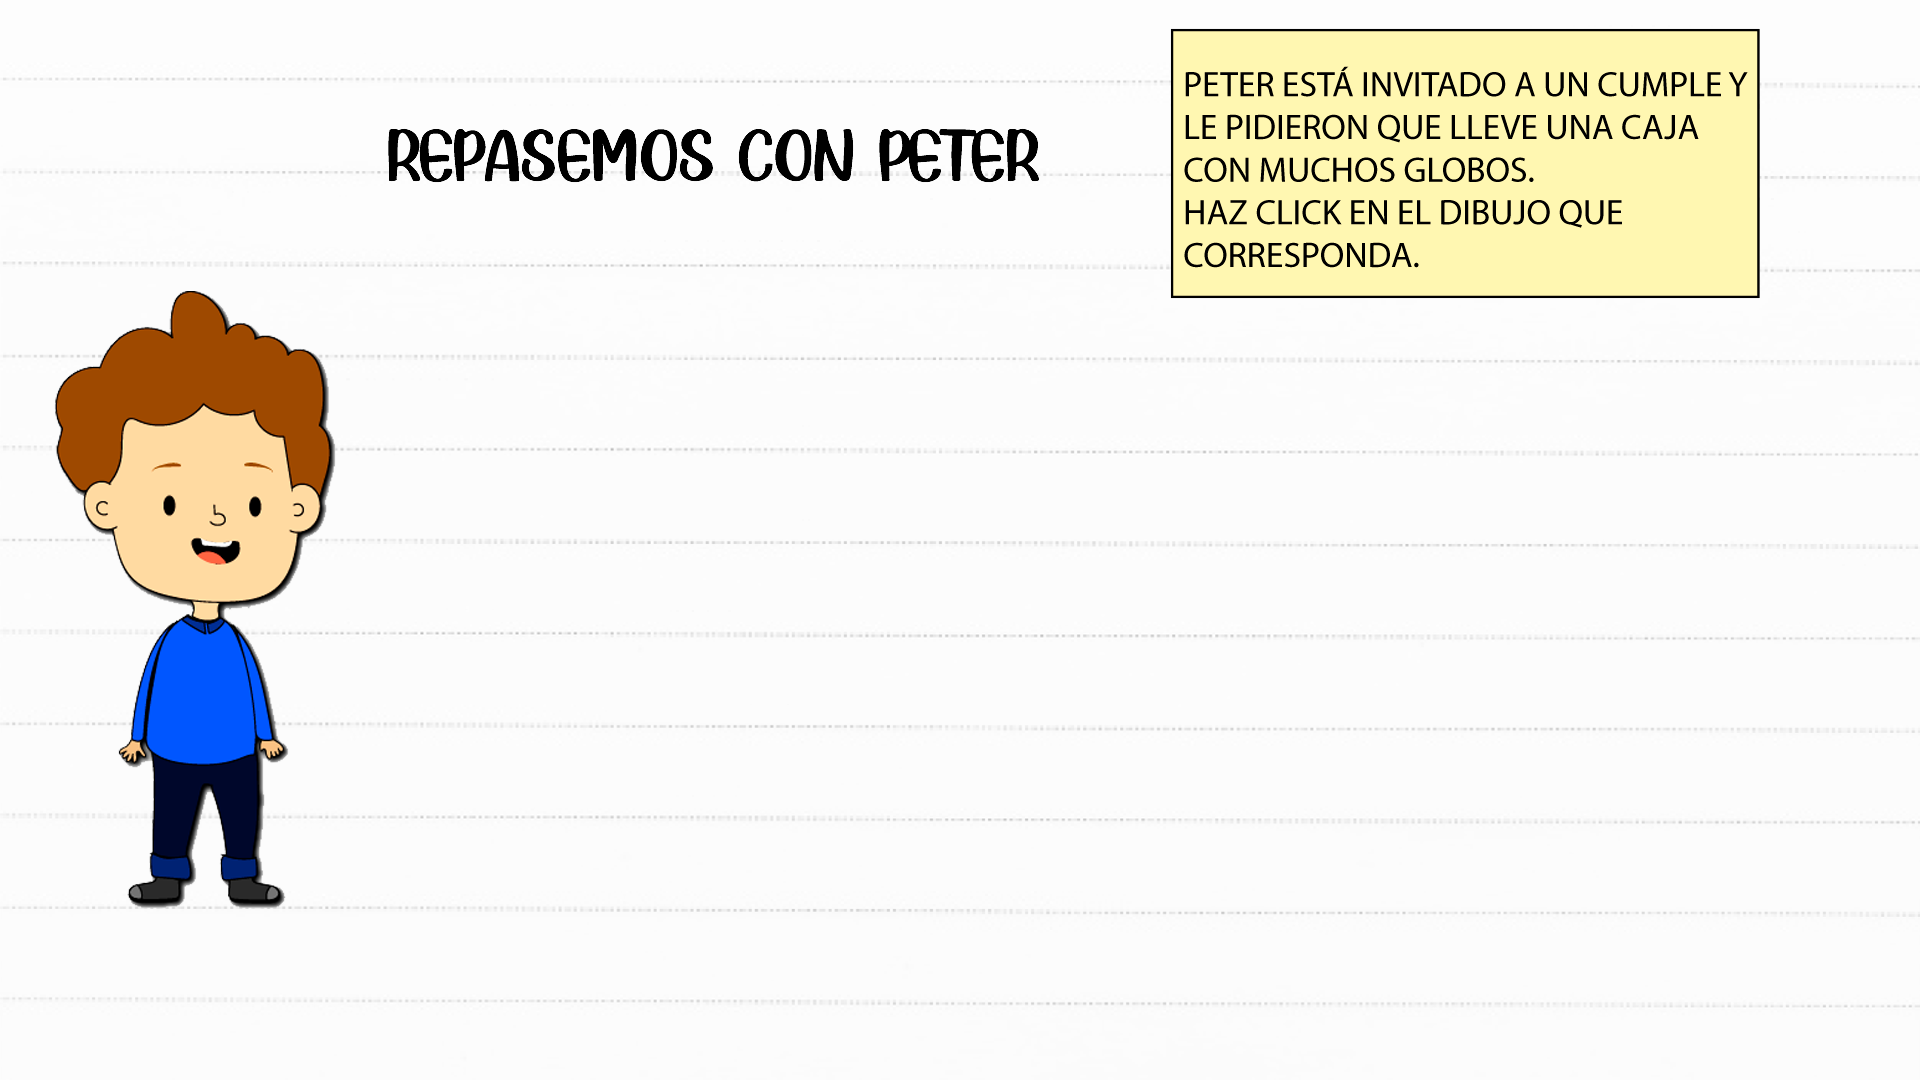 REPASEMOS CON PETER
PETER ESTÁ INVITADO A UN CUMPLE Y
LE PIDIERON QUE LLEVE UNA CAJA
CON MUCHOS GLOBOS.
HAZ CLICK EN EL DIBUJO QUE
CORRESPONDA.